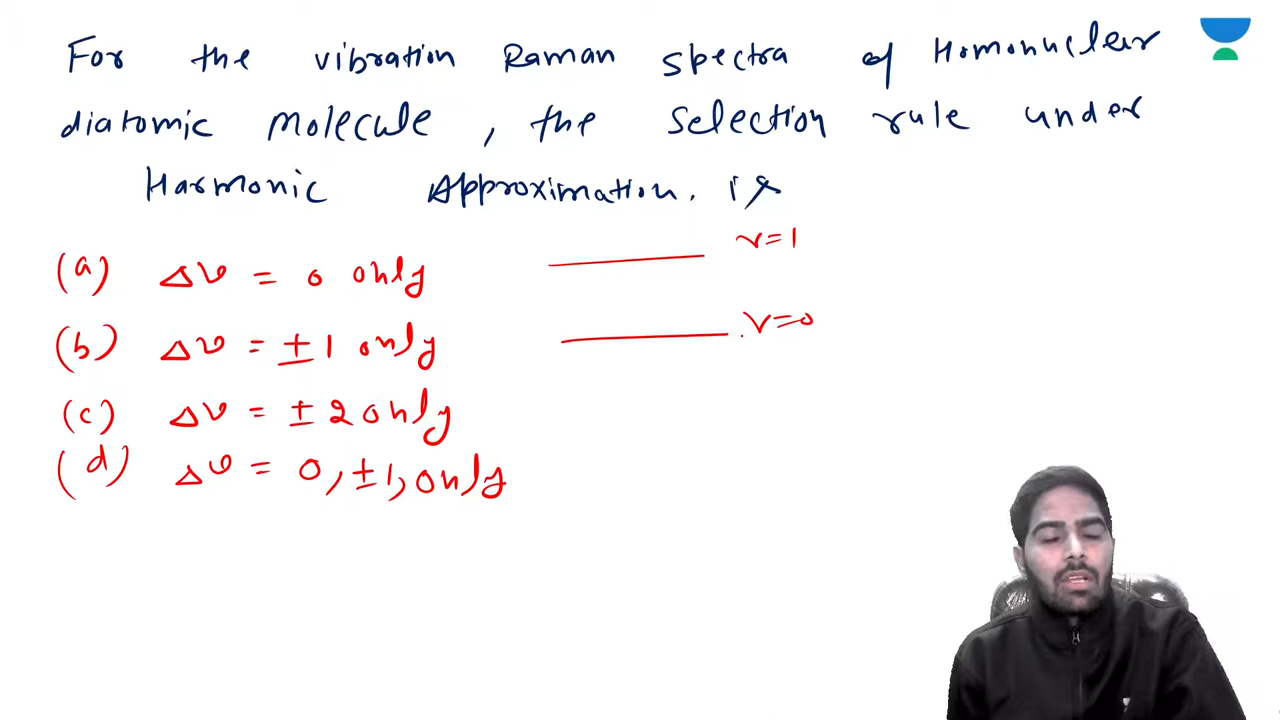 For the vibration Raman spectra of Homonuclear
diatomic molecule, the selection rule under
Harmonic Approximation. is
(a) Δv = 0 only
(b) Δv = ±1 only
(c) Δv = ±2 only
(d) Δv = 0, ±1, only
v=1
v=0